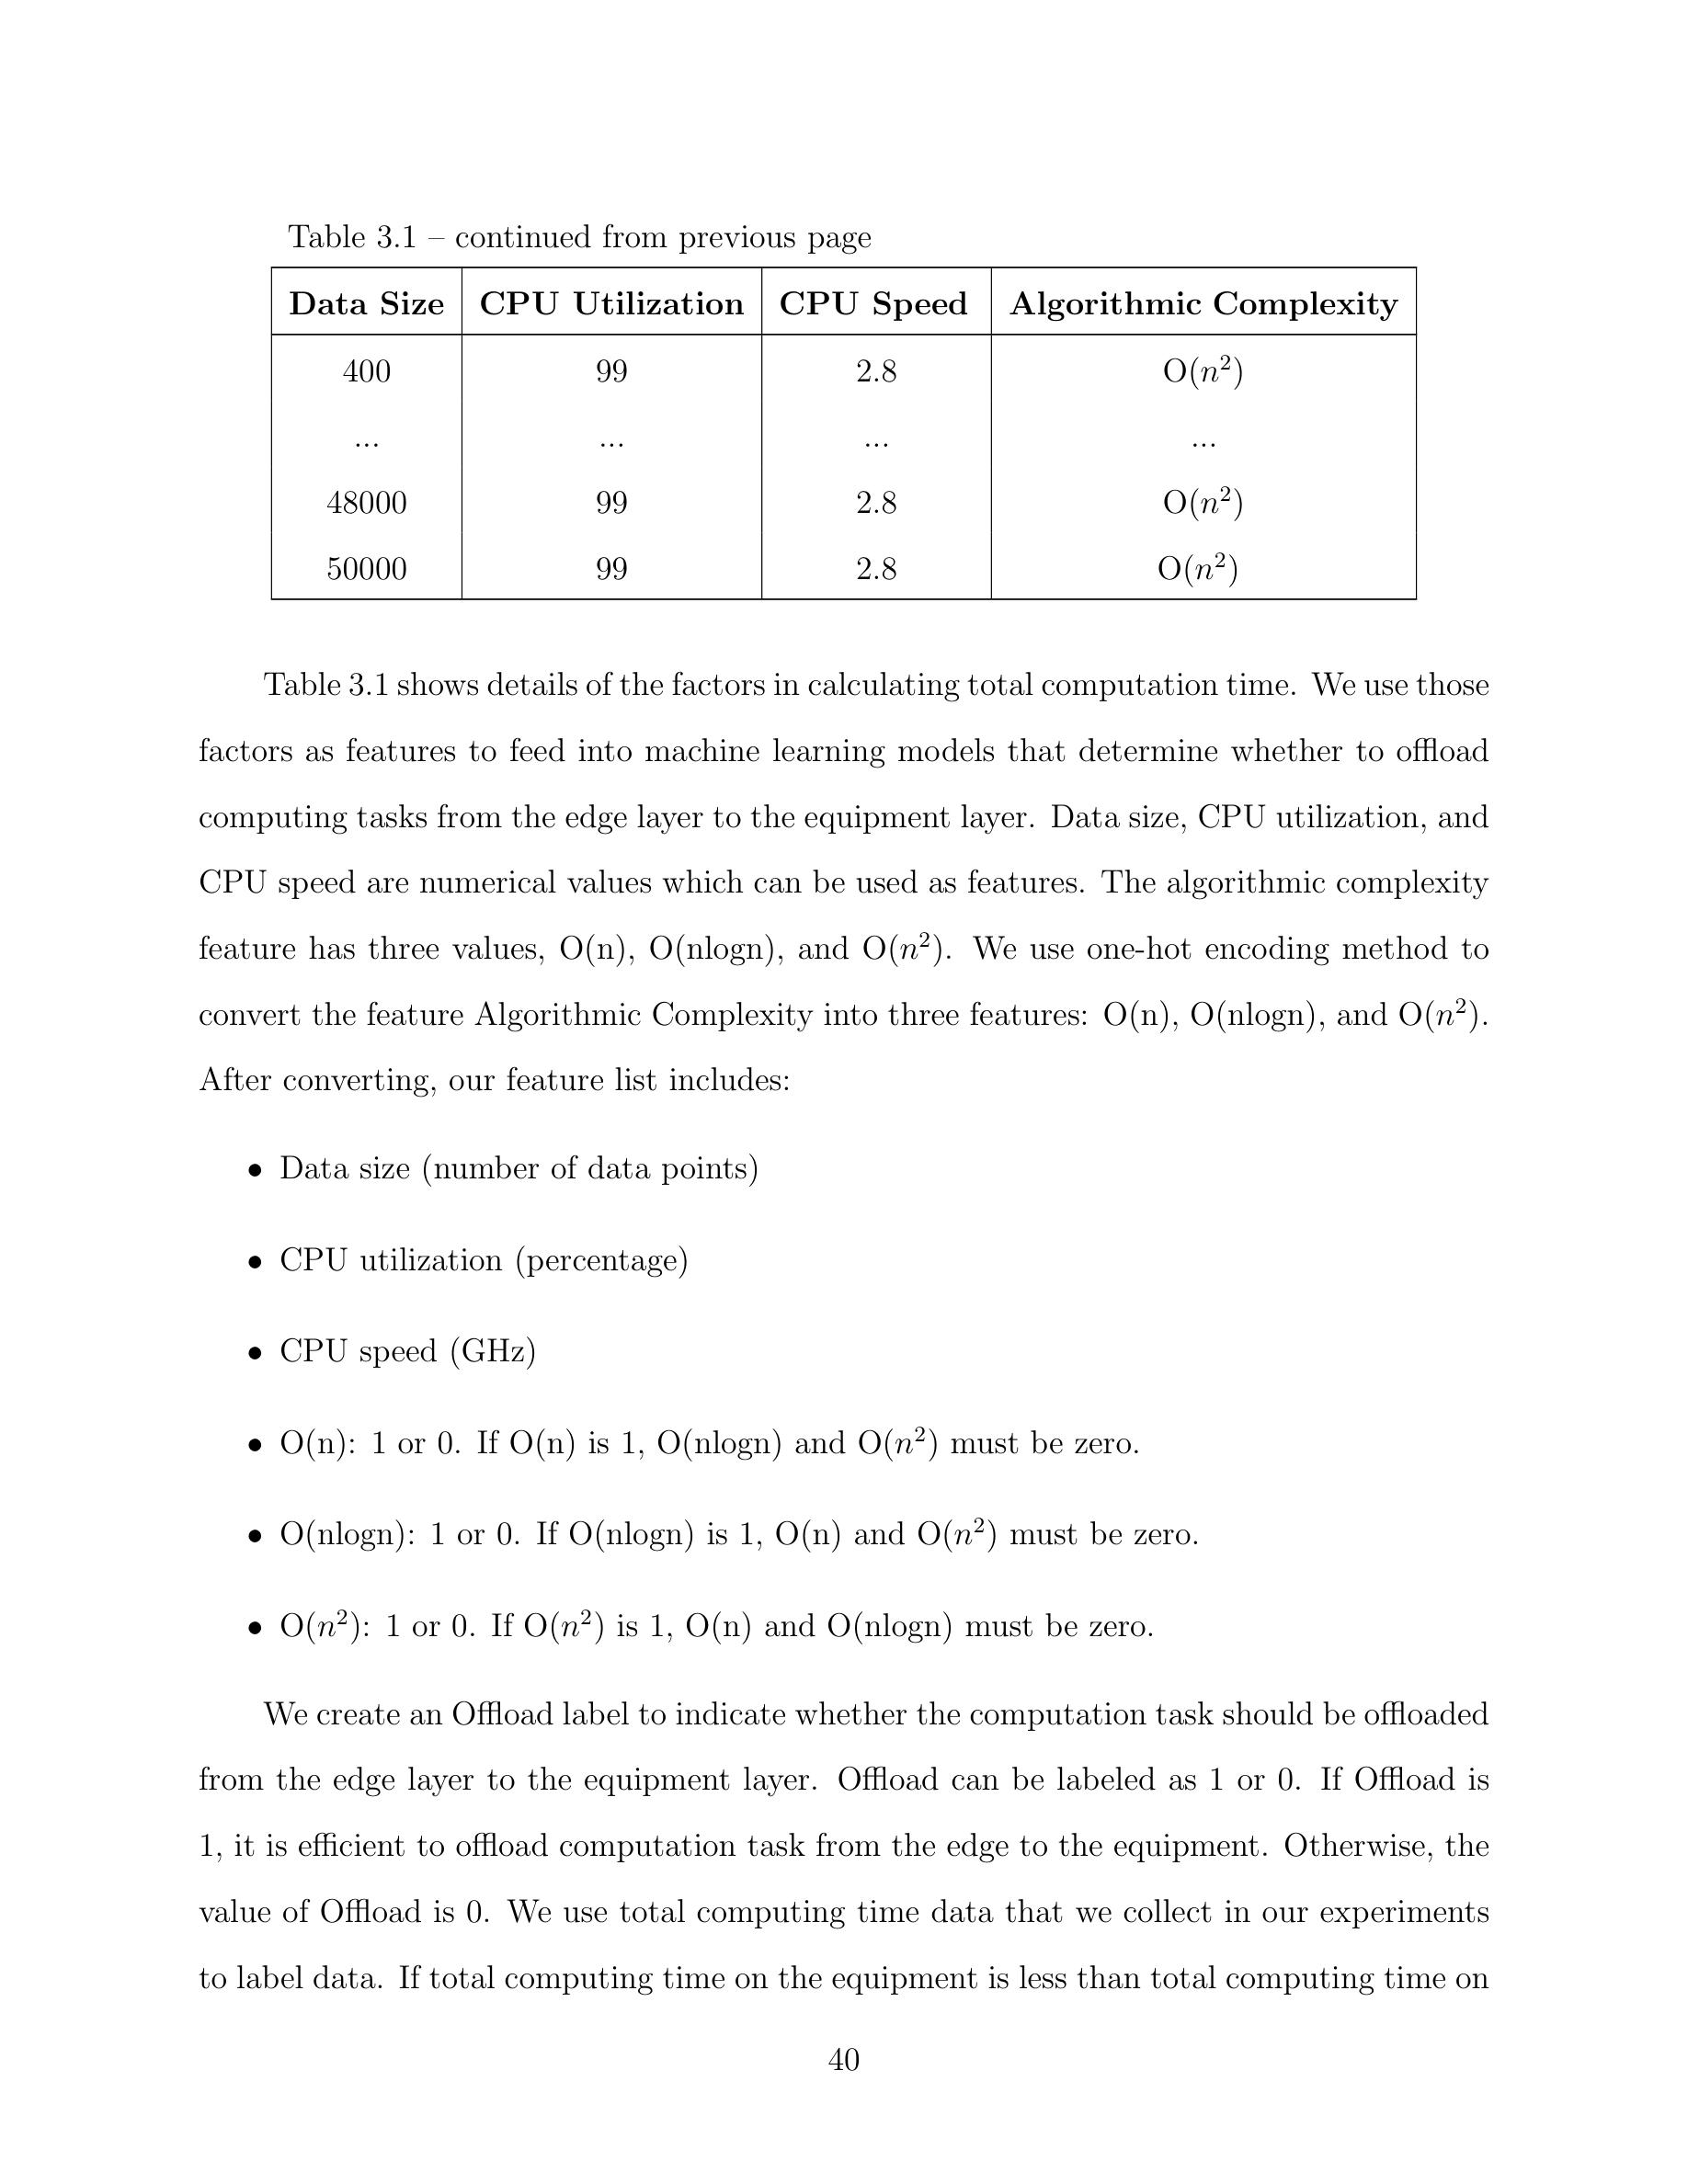 Table 3.1 – continued from previous page
Data Size CPU Utilization CPU Speed Algorithmic Complexity
400 99 2.8 O(n²)
... ... ... ...
48000 99 2.8 O(n²)
50000 99 2.8 O(n²)
Table 3.1 shows details of the factors in calculating total computation time. We use those
factors as features to feed into machine learning models that determine whether to offload
computing tasks from the edge layer to the equipment layer. Data size, CPU utilization, and
CPU speed are numerical values which can be used as features. The algorithmic complexity
feature has three values, O(n), O(nlogn), and O(n²). We use one-hot encoding method to
convert the feature Algorithmic Complexity into three features: O(n), O(nlogn), and O(n²).
After converting, our feature list includes:
• Data size (number of data points)
• CPU utilization (percentage)
• CPU speed (GHz)
• O(n): 1 or 0. If O(n) is 1, O(nlogn) and O(n²) must be zero.
• O(nlogn): 1 or 0. If O(nlogn) is 1, O(n) and O(n²) must be zero.
• O(n²): 1 or 0. If O(n²) is 1, O(n) and O(nlogn) must be zero.
We create an Offload label to indicate whether the computation task should be offloaded
from the edge layer to the equipment layer. Offload can be labeled as 1 or 0. If Offload is
1, it is efficient to offload computation task from the edge to the equipment. Otherwise, the
value of Offload is 0. We use total computing time data that we collect in our experiments
to label data. If total computing time on the equipment is less than total computing time on
40